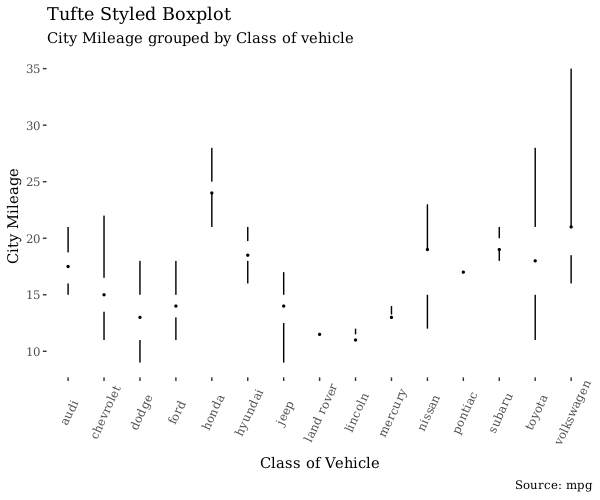 Tufte Styled Boxplot
City Mileage grouped by Class of vehicle
35
30
25
20
15
10
City Mileage
audi
chevrolet
dodge
ford
honda
hyundai
jeep
land rover
lincoln
mercury
nissan
pontiac
subaru
toyota
volkswagen
Class of Vehicle
Source: mpg